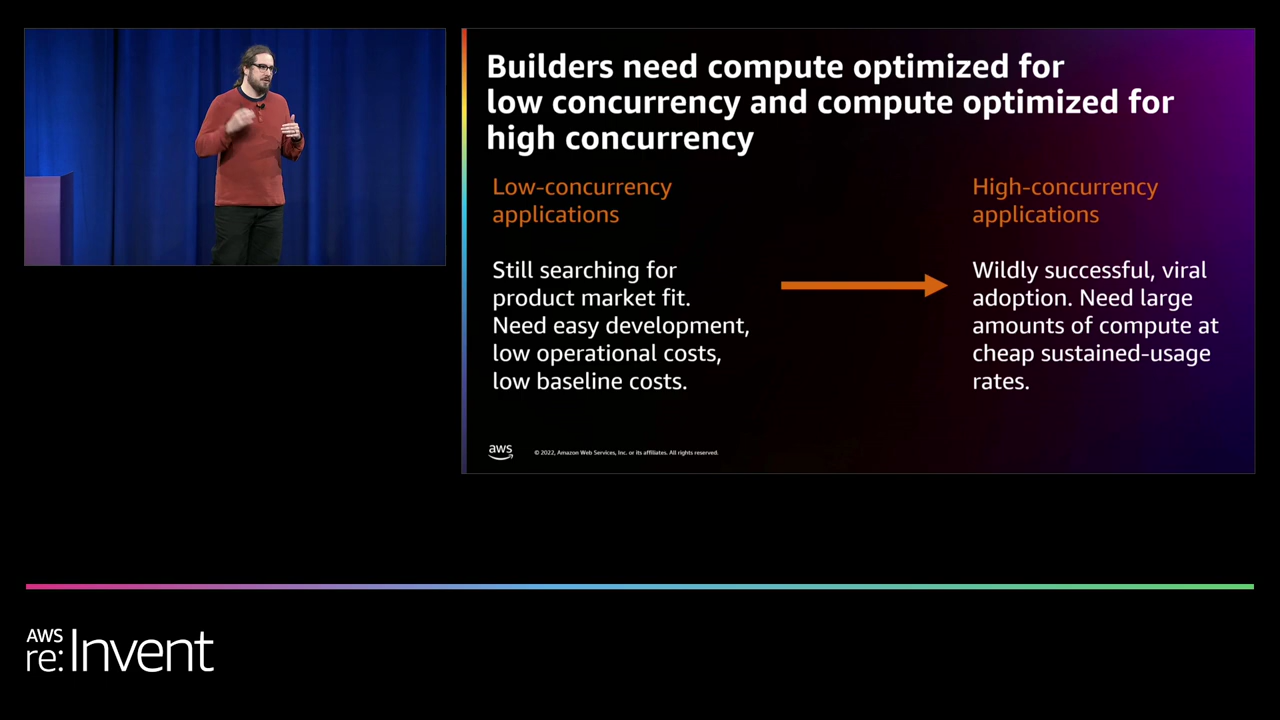 Builders need compute optimized for
low concurrency and compute optimized for
high concurrency
Low-concurrency
applications
Still searching for
product market fit.
Need easy development,
low operational costs,
low baseline costs.
High-concurrency
applications
Wildly successful, viral
adoption. Need large
amounts of compute at
cheap sustained-usage
rates.
aws
© 2022, Amazon Web Services, Inc. or its affiliates. All rights reserved.
AWS
re:Invent